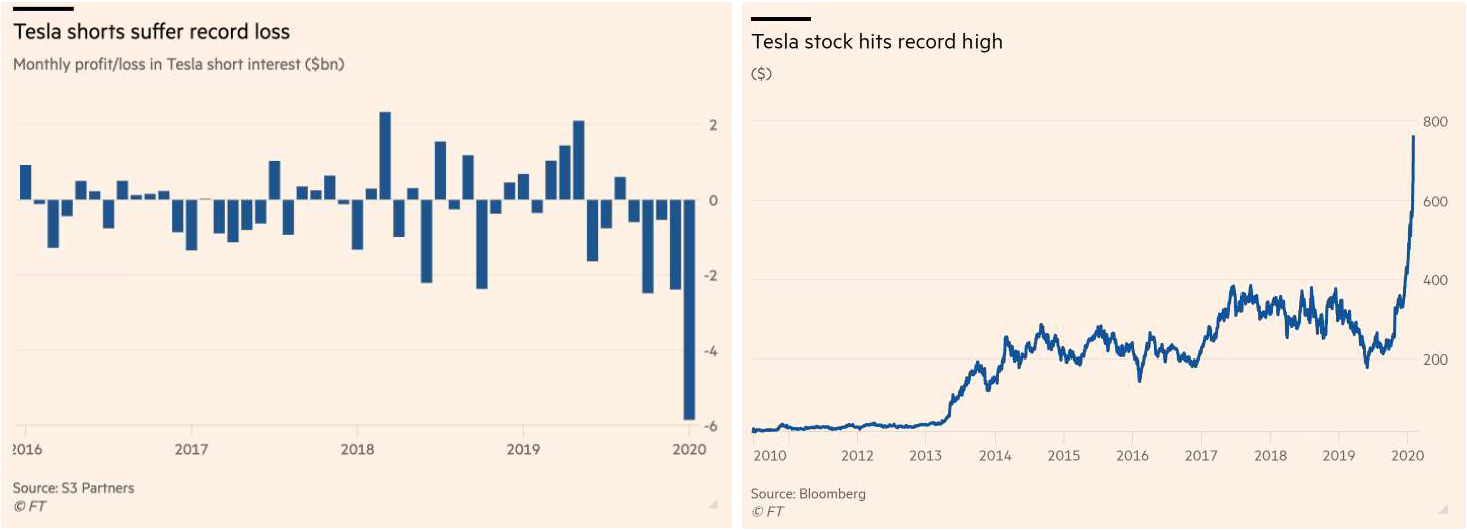 Tesla shorts suffer record loss
Monthly profit/loss in Tesla short interest ($bn)
2
0
-2
-4
-6
2016 2017 2018 2019 2020
Source: S3 Partners
© FT
Tesla stock hits record high
($)
800
600
400
200
2010 2012 2013 2014 2015 2016 2017 2018 2019 2020
Source: Bloomberg
© FT